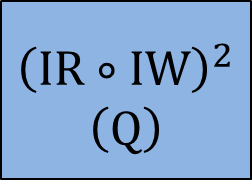 (IR ∘ IW)²
(Q)